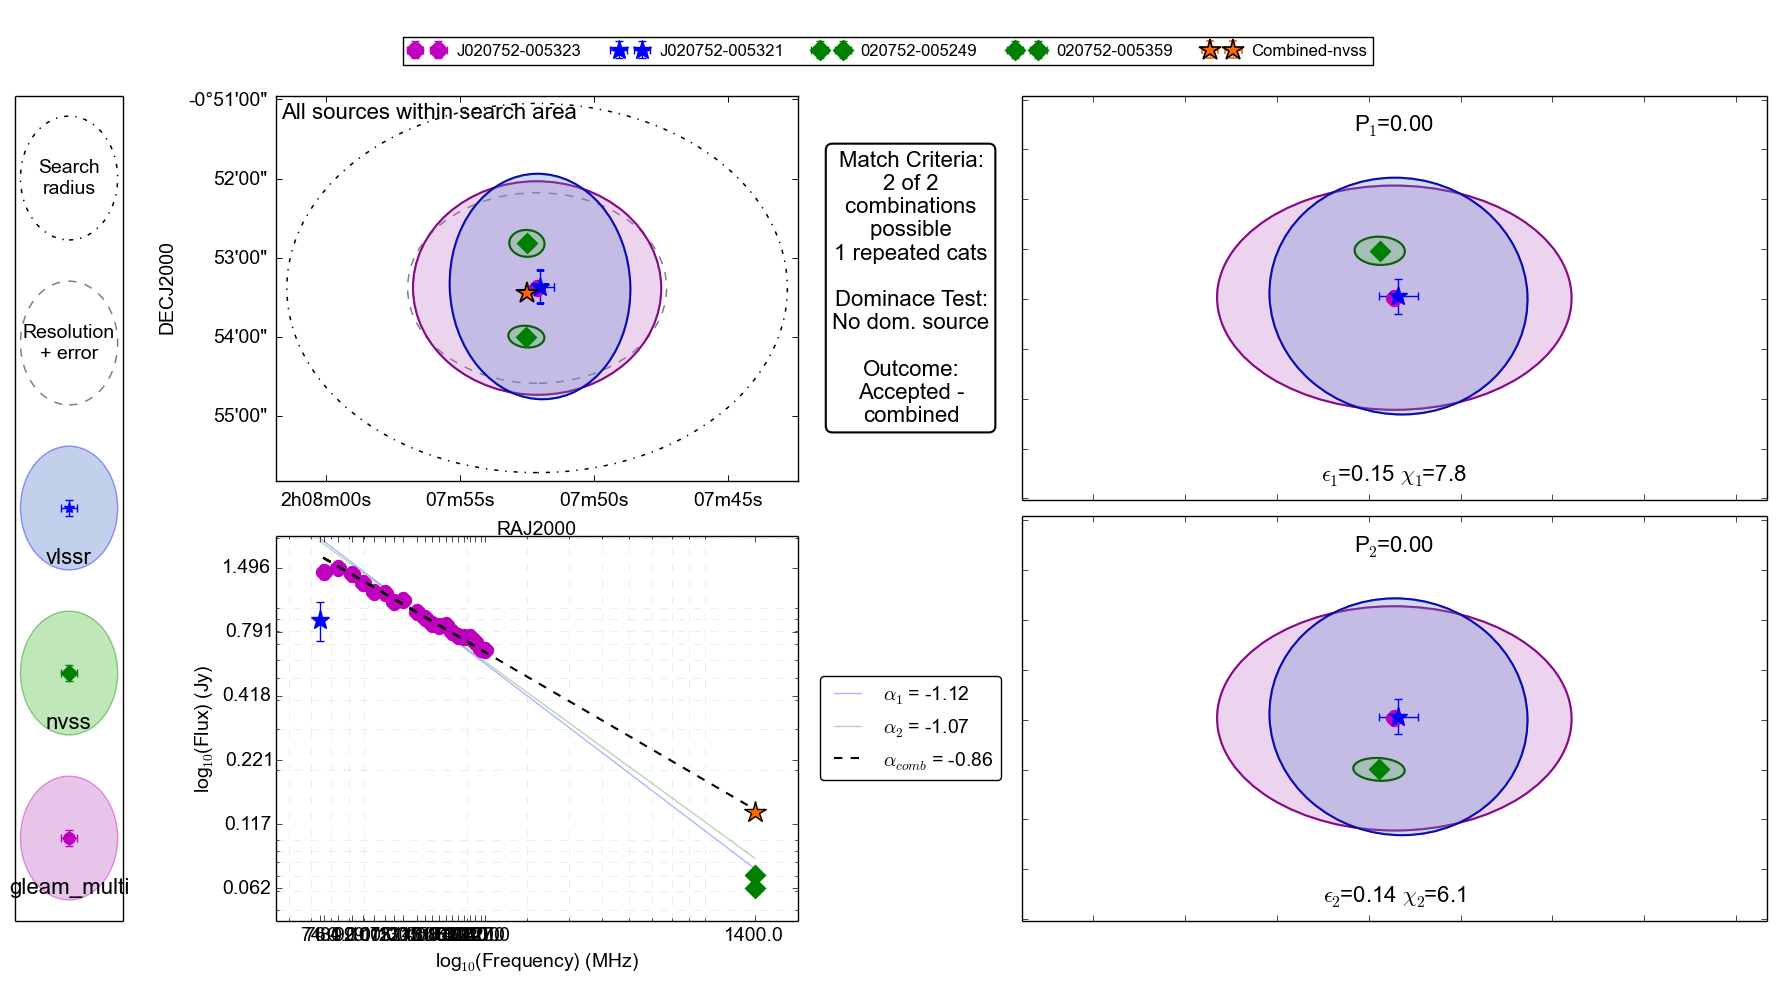 J020752-005323
J020752-005321
020752-005249
020752-005359
Combined-nvss
Search
radius
Resolution
+ error
vlssr
nvss
gleam_multi
All sources within search area
-0°51'00"
52'00"
53'00"
54'00"
55'00"
DECJ2000
2h08m00s
07m55s
07m50s
07m45s
RAJ2000
Match Criteria:
2 of 2
combinations
possible
1 repeated cats
Dominace Test:
No dom. source
Outcome:
Accepted -
combined
P₁=0.00
ϵ₁=0.15 χ₁=7.8
P₂=0.00
ϵ₂=0.14 χ₂=6.1
1.496
0.791
0.418
0.221
0.117
0.062
log₁₀(Flux) (Jy)
1400.0
log₁₀(Frequency) (MHz)
α₁ = -1.12
α₂ = -1.07
α_comb = -0.86